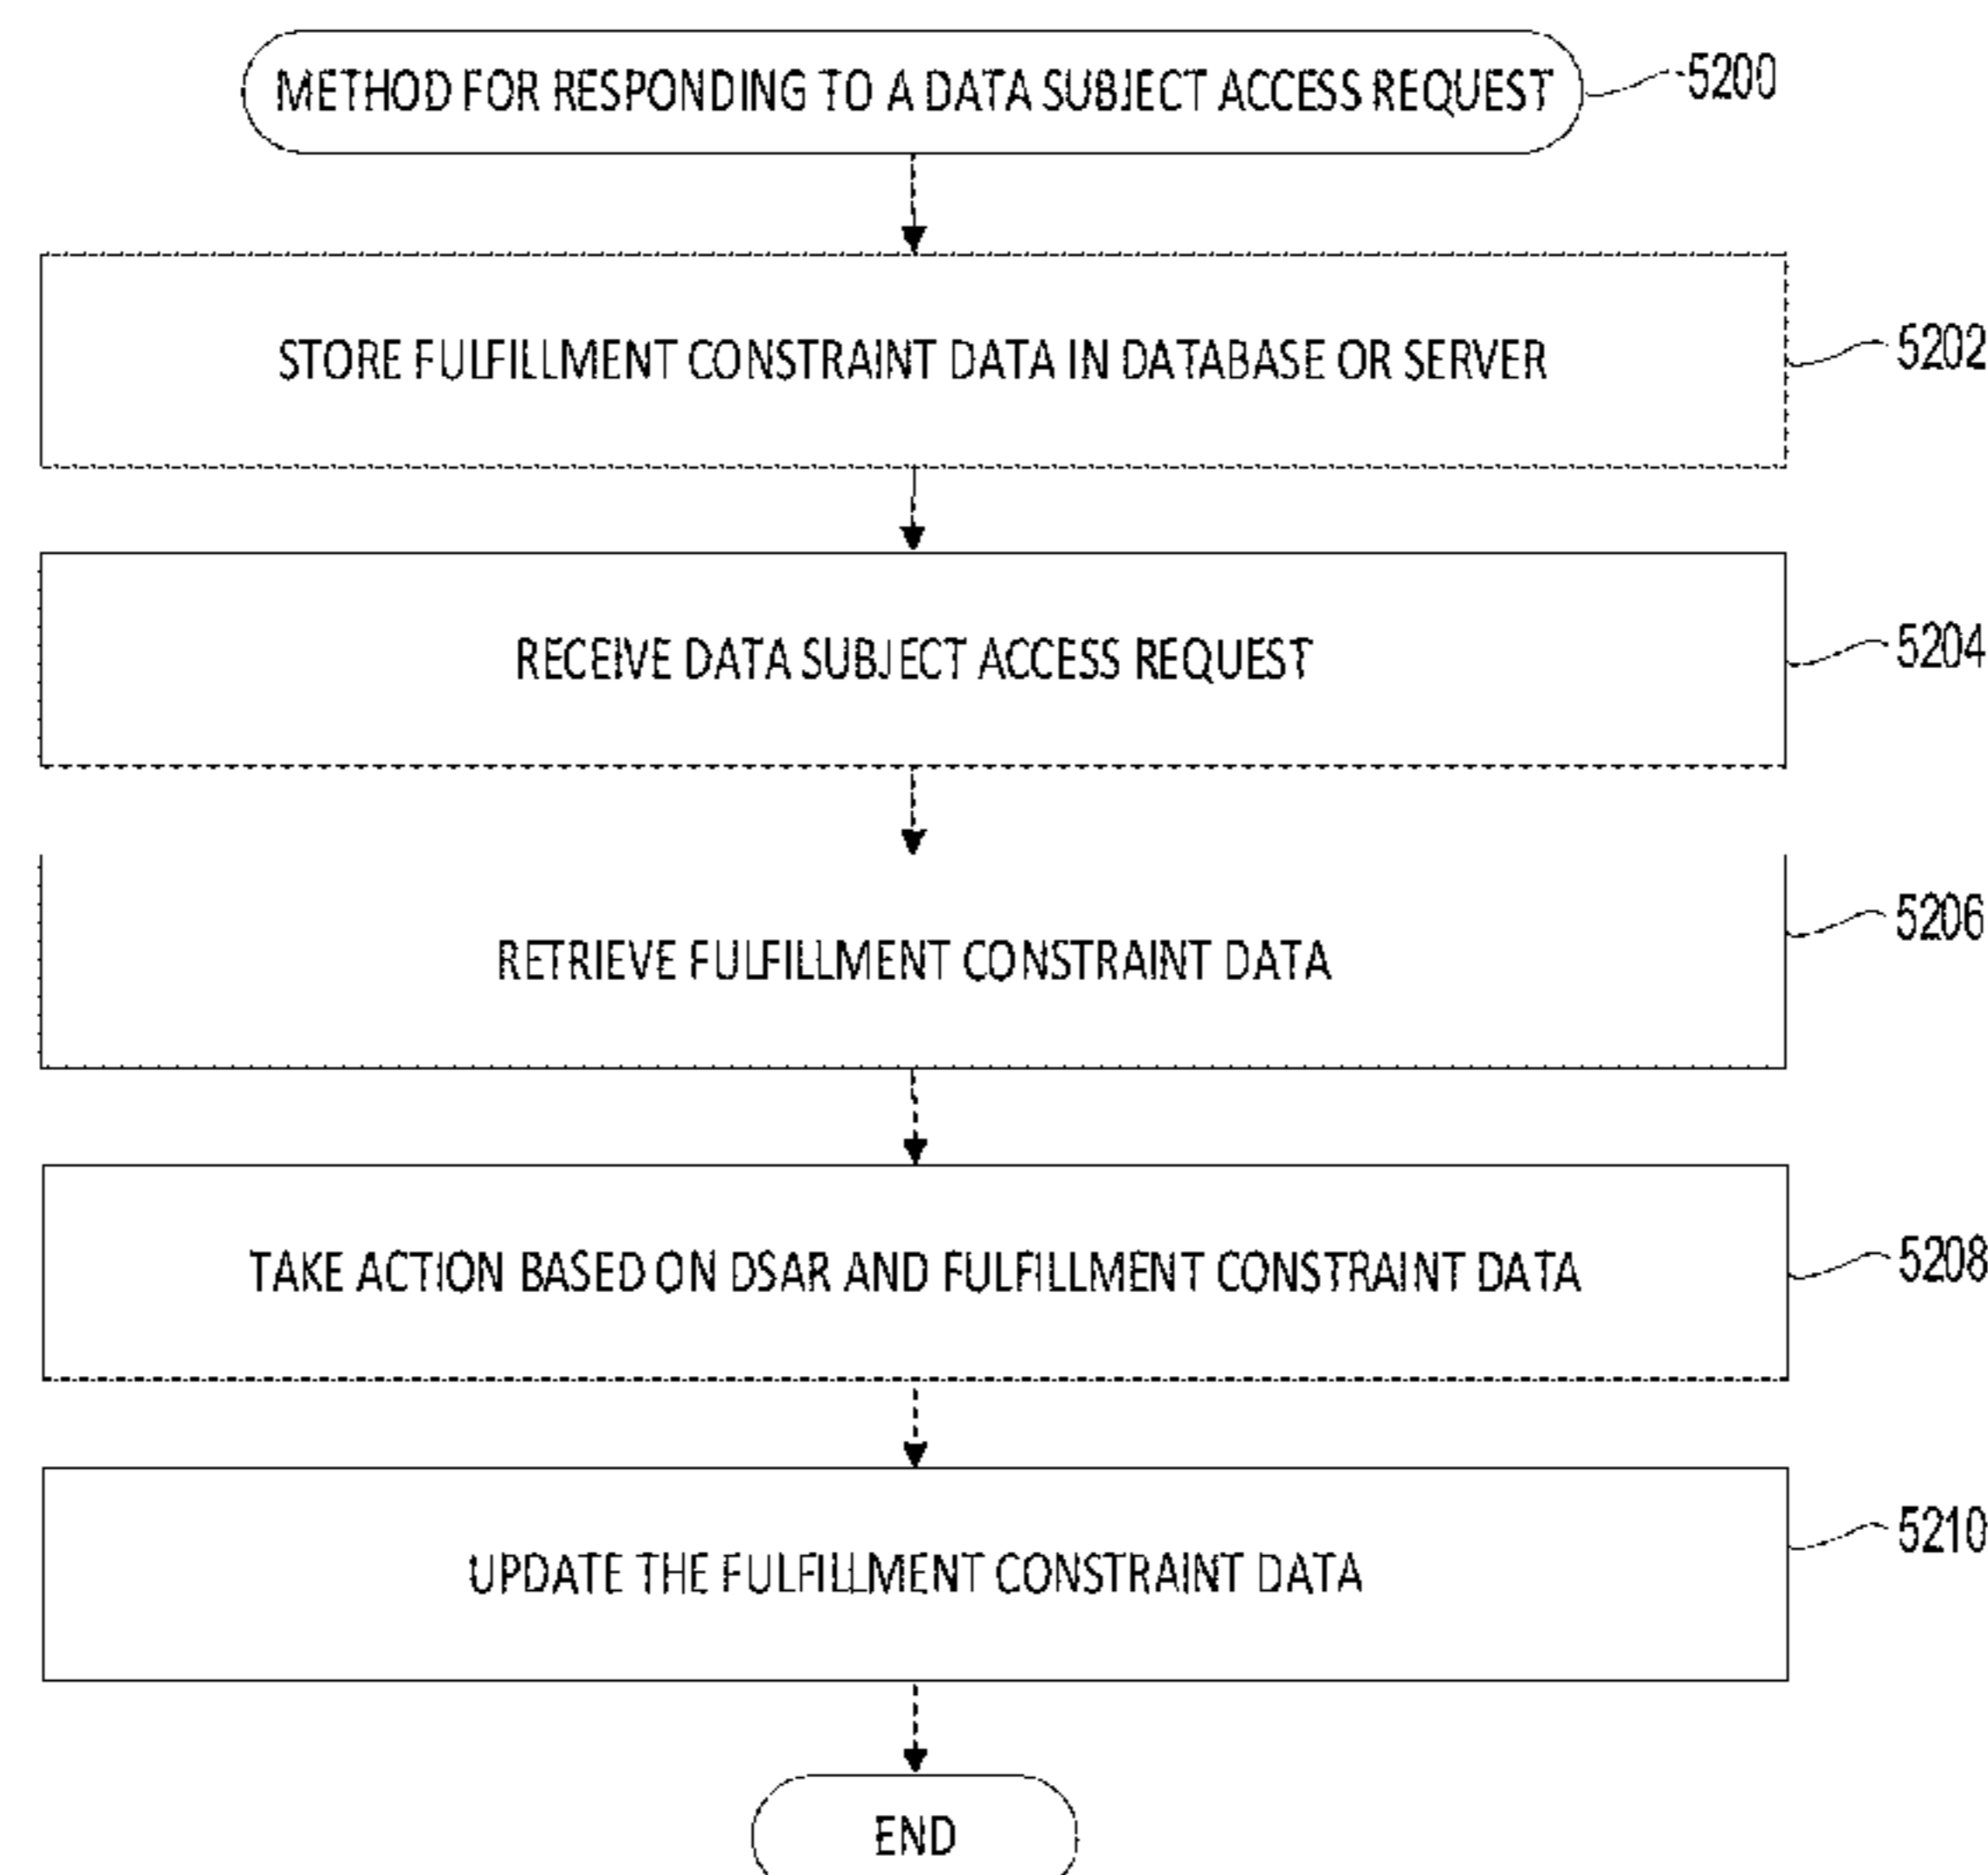 METHOD FOR RESPONDING TO A DATA SUBJECT ACCESS REQUEST
5200
STORE FULFILLMENT CONSTRAINT DATA IN DATABASE OR SERVER
5202
RECEIVE DATA SUBJECT ACCESS REQUEST
5204
RETRIEVE FULFILLMENT CONSTRAINT DATA
5206
TAKE ACTION BASED ON DSAR AND FULFILLMENT CONSTRAINT DATA
5208
UPDATE THE FULFILLMENT CONSTRAINT DATA
5210
END